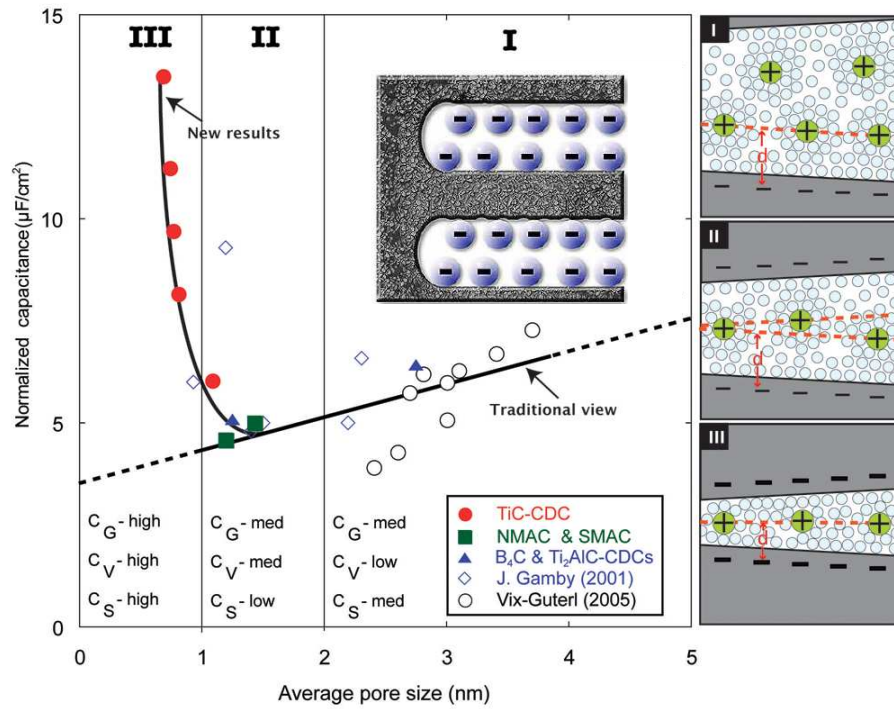 15
10
5
0
Normalized capacitance (μF/cm²)
III
II
I
New results
Traditional view
C_G - high
C_V - high
C_S - high
C_G - med
C_V - med
C_S - low
C_G - med
C_V - low
C_S - med
TiC-CDC
NMAC & SMAC
B₄C & Ti₂AlC-CDCs
J. Gamby (2001)
Vix-Guterl (2005)
0 1 2 3 4 5
Average pore size (nm)
I
d
II
d
III
d